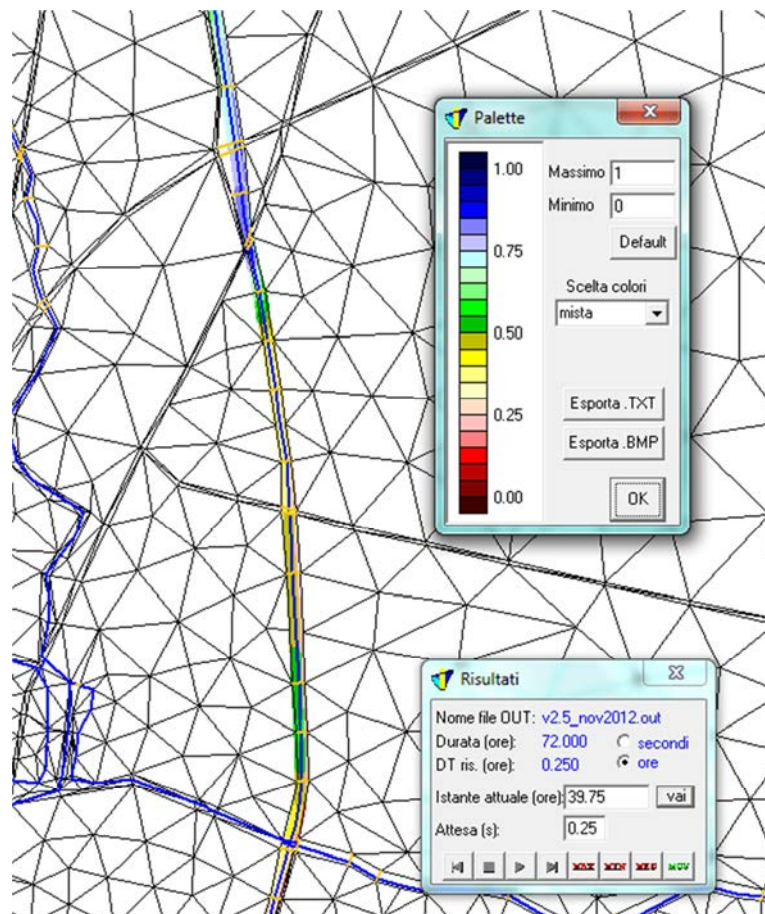 Palette
1.00
0.75
0.50
0.25
0.00
Massimo 1
Minimo 0
Default
Scelta colori
mista
Esporta .TXT
Esporta .BMP
OK
Risultati
Nome file OUT: v2.5_nov2012.out
Durata (ore): 72.000 secondi
DT ris. (ore): 0.250 ore
Istante attuale (ore): 39.75 vai
Attesa (s): 0.25
MAX MIN MED MOV